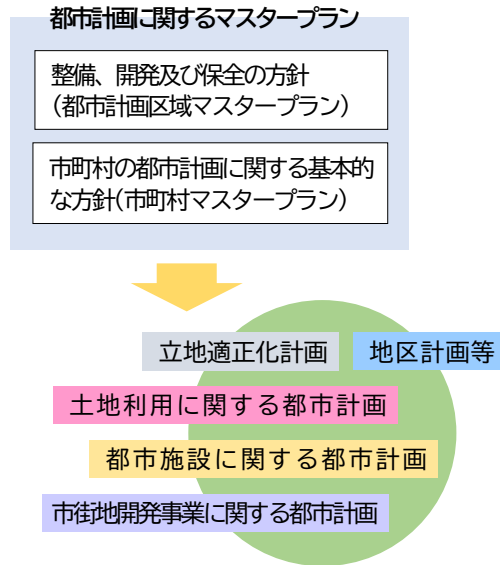 都市計画に関するマスタープラン
整備、開発及び保全の方針
（都市計画区域マスタープラン）
市町村の都市計画に関する基本的
な方針（市町村マスタープラン）
立地適正化計画
地区計画等
土地利用に関する都市計画
都市施設に関する都市計画
市街地開発事業に関する都市計画